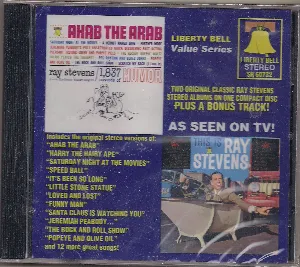 AHAB THE ARAB
ray stevens 1,837
seconds of
HUMOR
LIBERTY BELL
Value Series
LIBERTY BELL
STEREO
TWO ORIGINAL CLASSIC RAY STEVENS
STEREO ALBUMS ON ONE COMPACT DISC
PLUS A BONUS TRACK!
AS SEEN ON TV!
THIS IS
RAY
STEVENS
Includes the original stereo versions of:
"AHAB THE ARAB"
"HARRY THE HAIRY APE"
"SATURDAY NIGHT AT THE MOVIES"
"SPEED BALL"
"IT'S BEEN SO LONG"
"LITTLE STONE STATUE"
"LOVED AND LOST"
"FUNNY MAN"
"SANTA CLAUS IS WATCHING YOU"
"JEREMIAH PEABODY..."
"THE ROCK AND ROLL SHOW"
"POPEYE AND OLIVE OIL"
and 12 more great songs!